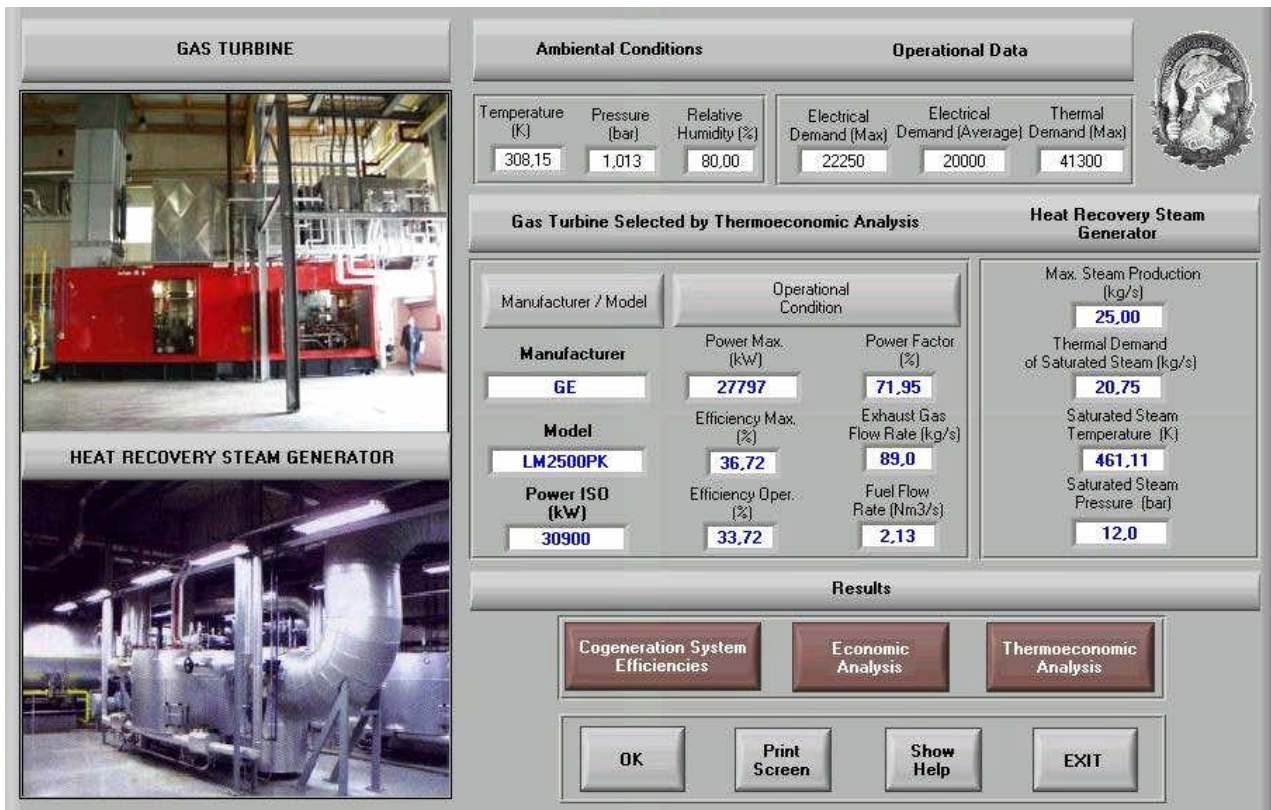 GAS TURBINE
Ambiental Conditions
Operational Data
Temperature
(K)
308,15
Pressure
(bar)
1,013
Relative
Humidity (%)
80,00
Electrical
Demand (Max)
22250
Electrical
Demand (Average)
20000
Thermal
Demand (Max)
41300
Gas Turbine Selected by Thermoeconomic Analysis
Heat Recovery Steam
Generator
Manufacturer / Model
Operational
Condition
Manufacturer
GE
Model
LM2500PK
Power ISO
(kW)
30900
Power Max.
(kW)
27797
Efficiency Max.
(%)
36,72
Efficiency Oper.
(%)
33,72
Power Factor
(%)
71,95
Exhaust Gas
Flow Rate (kg/s)
89,0
Fuel Flow
Rate (Nm3/s)
2,13
Max. Steam Production
(kg/s)
25,00
Thermal Demand
of Saturated Steam (kg/s)
20,75
Saturated Steam
Temperature (K)
461,11
Saturated Steam
Pressure (bar)
12,0
HEAT RECOVERY STEAM GENERATOR
Results
Cogeneration System
Efficiencies
Economic
Analysis
Thermoeconomic
Analysis
OK
Print
Screen
Show
Help
EXIT